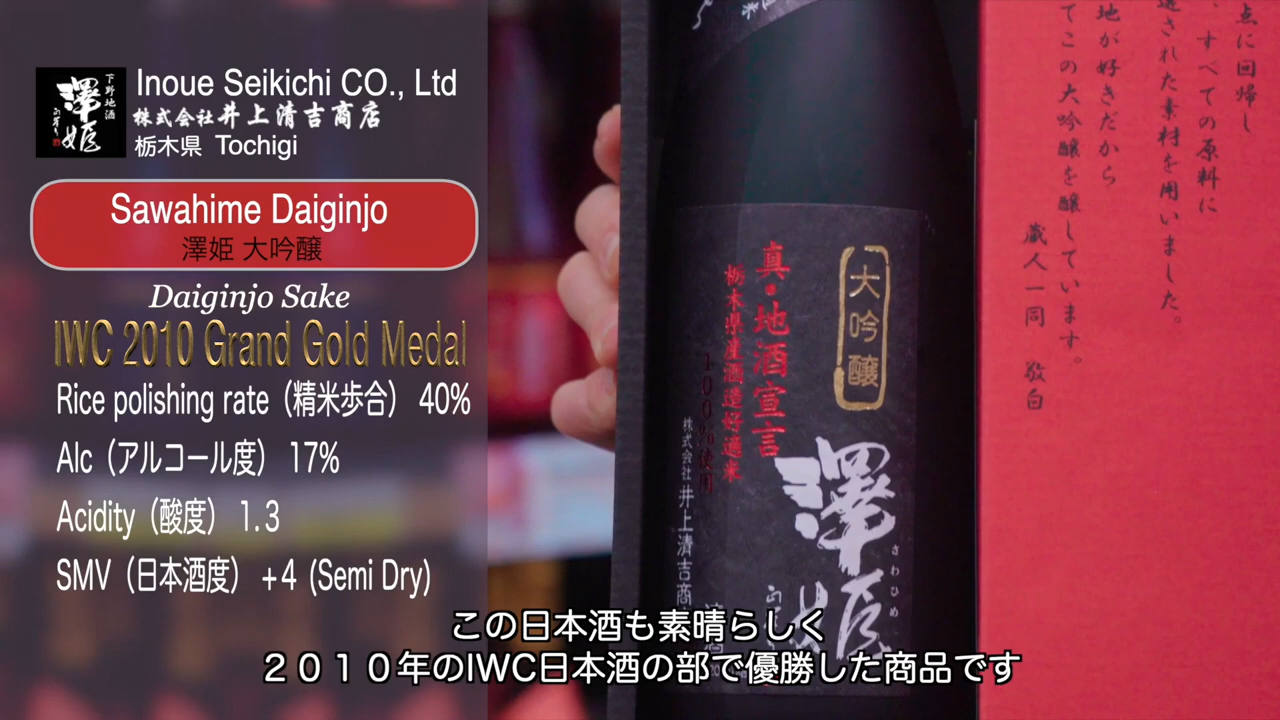 下野地酒
澤姫
Inoue Seikichi CO., Ltd
株式会社井上清吉商店
栃木県 Tochigi
Sawahime Daiginjo
澤姫 大吟醸
Daiginjo Sake
IWC 2010 Grand Gold Medal
Rice polishing rate（精米歩合） 40%
Alc（アルコール度） 17%
Acidity（酸度） 1.3
SMV（日本酒度） +4 (Semi Dry)
大吟醸
真・地酒宣言
栃木県産酒造好適米
100%使用
株式会社 井上清吉商
澤姫
さわひめ
点に回帰し
、すべての原料に
選された素材を用いました。
地が好きだから
てこの大吟醸を醸しています。
蔵人一同 敬白
この日本酒も素晴らしく
２０１０年のIWC日本酒の部で優勝した商品です